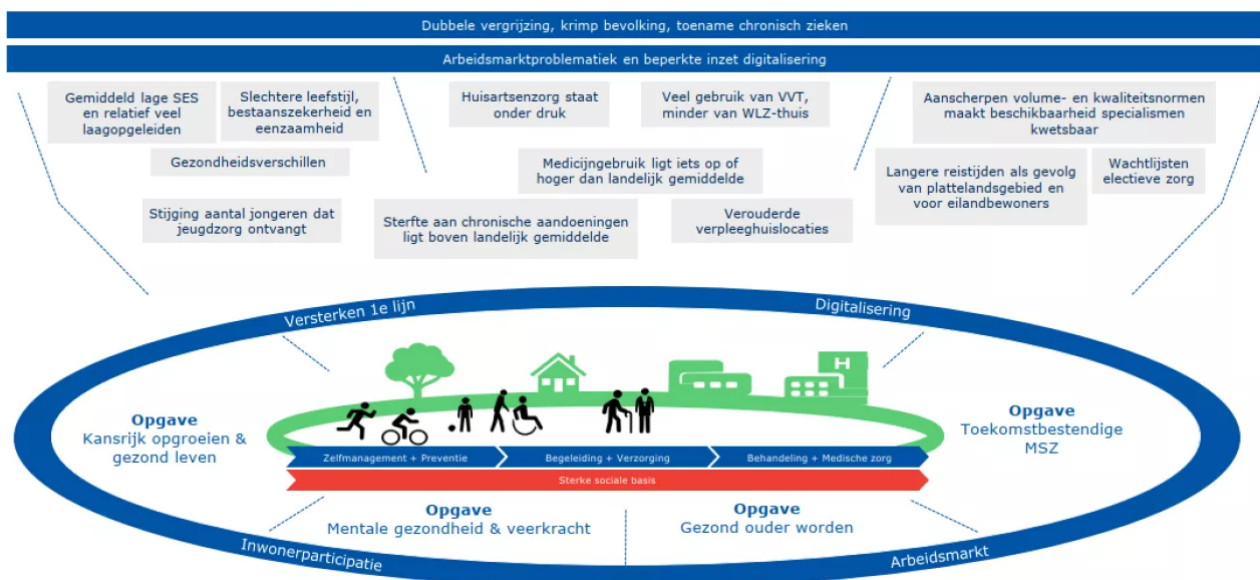 Dubbele vergrijzing, krimp bevolking, toename chronisch zieken
Arbeidsmarktproblematiek en beperkte inzet digitalisering
Gemiddeld lage SES
en relatief veel
laagopgeleiden
Slechtere leefstijl,
bestaanszekerheid en
eenzaamheid
Gezondheidsverschillen
Stijging aantal jongeren dat
jeugdzorg ontvangt
Huisartsenzorg staat
onder druk
Veel gebruik van VVT,
minder van WLZ-thuis
Medicijngebruik ligt iets op of
hoger dan landelijk gemiddelde
Sterfte aan chronische aandoeningen
ligt boven landelijk gemiddelde
Verouderde
verpleeghuislocaties
Aanscherpen volume- en kwaliteitsnormen
maakt beschikbaarheid specialismen
kwetsbaar
Langere reistijden als gevolg
van plattelandsgebied en
voor eilandbewoners
Wachtlijsten
electieve zorg
Versterken 1e lijn
Digitalisering
H
Opgave
Kansrijk opgroeien &
gezond leven
Opgave
Toekomstbestendige
MSZ
Zelfmanagement + Preventie
Begeleiding + Verzorging
Behandeling + Medische zorg
Sterke sociale basis
Opgave
Mentale gezondheid & veerkracht
Opgave
Gezond ouder worden
Inwonerparticipatie
Arbeidsmarkt